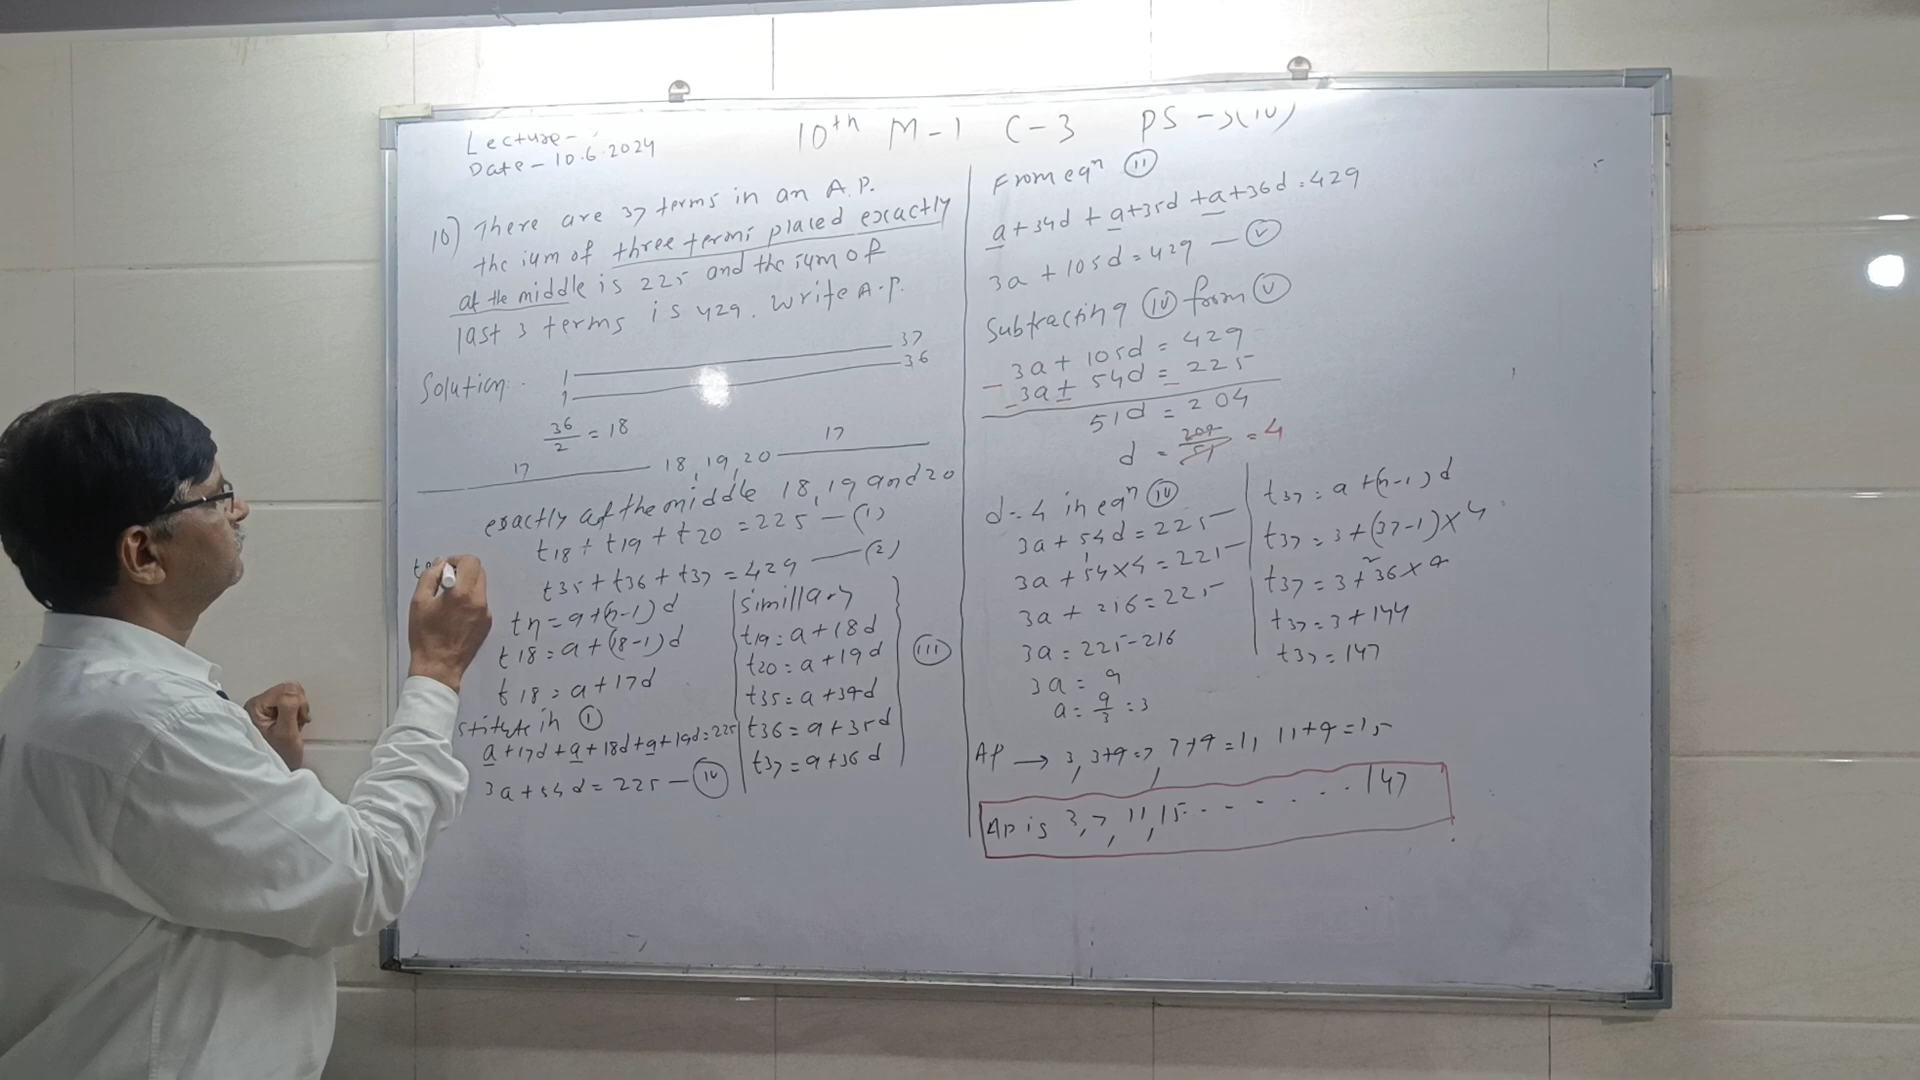 Lecture -
Date - 10.6.2024
10th M-1 C-3 PS -3(IV)
10) There are 37 terms in an A.P.
the sum of three terms placed exactly
at the middle is 225 and the sum of
last 3 terms is 429. write A.P.
Solution:-
1 37
1 36
36/2 = 18
17 18, 19, 20 17
exactly at the middle 18, 19 and 20
t18 + t19 + t20 = 225 - (1)
t35 + t36 + t37 = 429 - (2)
tn = a+(n-1)d
t18 = a+(18-1)d
t18 = a+17d
stitute in (I)
a+17d+a+18d+a+19d=225
3a+54d = 225 - (IV)
simillary
t19 = a+18d
t20 = a+19d
t35 = a+34d
t36 = a+35d
t37 = a+36d
(III)
From eqn (II)
a+34d + a+35d + a+36d = 429
3a + 105d = 429 - (V)
Subtracting (IV) from (V)
3a + 105d = 429
- 3a + 54d = 225
51d = 204
d = 204/51 = 4
d = 4 in eqn (IV)
3a + 54d = 225
3a + 54×4 = 225
3a + 216 = 225
3a = 225-216
3a = 9
a = 9/3 = 3
t37 = a+(n-1)d
t37 = 3+(37-1)×4
t37 = 3+36×4
t37 = 3+144
t37 = 147
AP → 3, 3+4=7, 7+4=11, 11+4=15
AP is 3, 7, 11, 15 - - - - - - 147